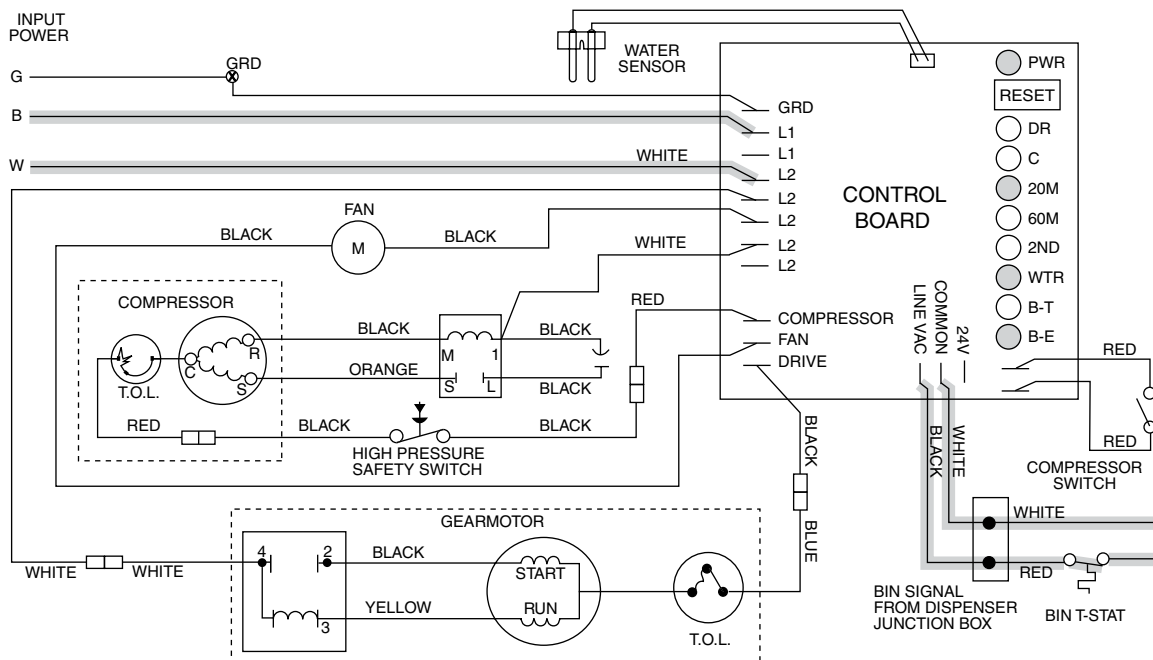 INPUT
POWER
G
GRD
B
W
WHITE
WATER
SENSOR
GRD
L1
L1
L2
L2
L2
L2
L2
CONTROL
BOARD
PWR
RESET
DR
C
20M
60M
2ND
WTR
B-T
B-E
FAN
M
BLACK
BLACK
WHITE
RED
COMPRESSOR
FAN
DRIVE
LINE VAC
COMMON
24V
RED
RED
COMPRESSOR
SWITCH
COMPRESSOR
T.O.L.
C
R
S
BLACK
ORANGE
M
1
S
L
BLACK
BLACK
RED
BLACK
BLACK
HIGH PRESSURE
SAFETY SWITCH
BLACK
BLUE
BLACK
WHITE
WHITE
RED
BIN SIGNAL
FROM DISPENSER
JUNCTION BOX
BIN T-STAT
GEARMOTOR
WHITE
WHITE
4
2
3
BLACK
YELLOW
START
RUN
T.O.L.